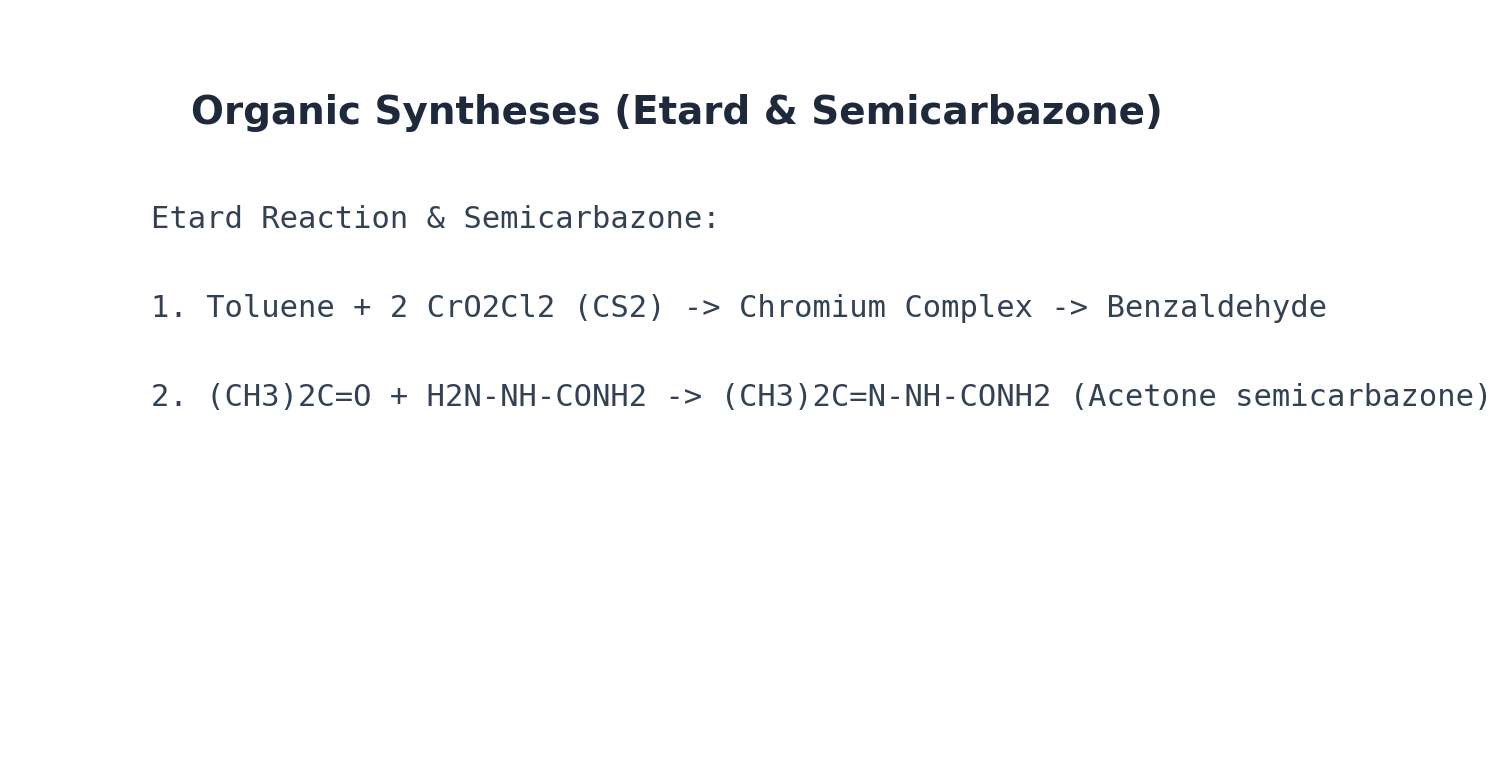 Organic Syntheses (Etard & Semicarbazone)
Etard Reaction & Semicarbazone:
1. Toluene + 2 CrO2Cl2 (CS2) -> Chromium Complex -> Benzaldehyde
2. (CH3)2C=O + H2N-NH-CONH2 -> (CH3)2C=N-NH-CONH2 (Acetone semicarbazone)